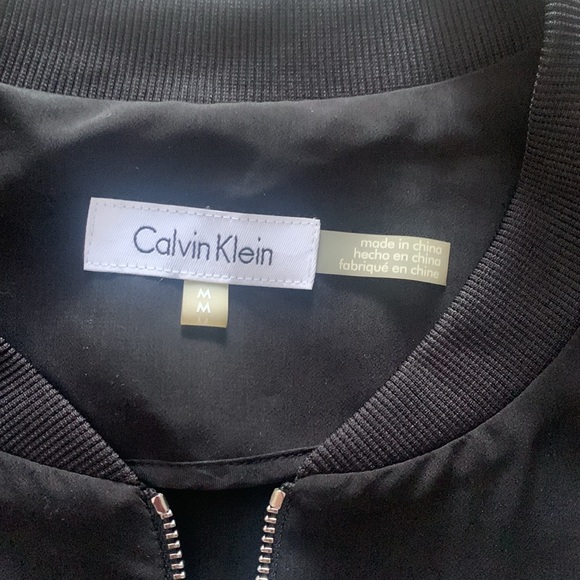 Calvin Klein
made in china
hecho en china
fabriqué en chine
M
M